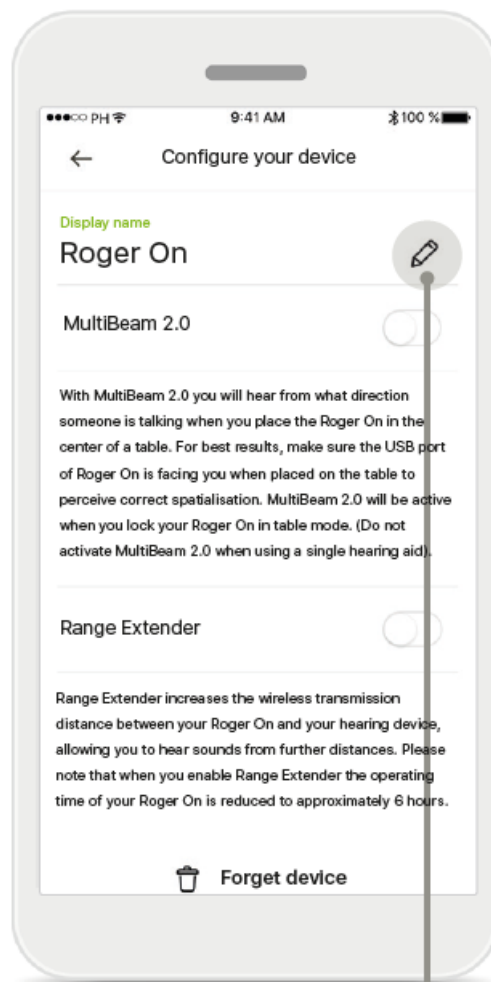 PH
9:41 AM
100 %
Configure your device
Display name
Roger On
MultiBeam 2.0
With MultiBeam 2.0 you will hear from what direction
someone is talking when you place the Roger On in the
center of a table. For best results, make sure the USB port
of Roger On is facing you when placed on the table to
perceive correct spatialisation. MultiBeam 2.0 will be active
when you lock your Roger On in table mode. (Do not
activate MultiBeam 2.0 when using a single hearing aid).
Range Extender
Range Extender increases the wireless transmission
distance between your Roger On and your hearing device,
allowing you to hear sounds from further distances. Please
note that when you enable Range Extender the operating
time of your Roger On is reduced to approximately 6 hours.
Forget device